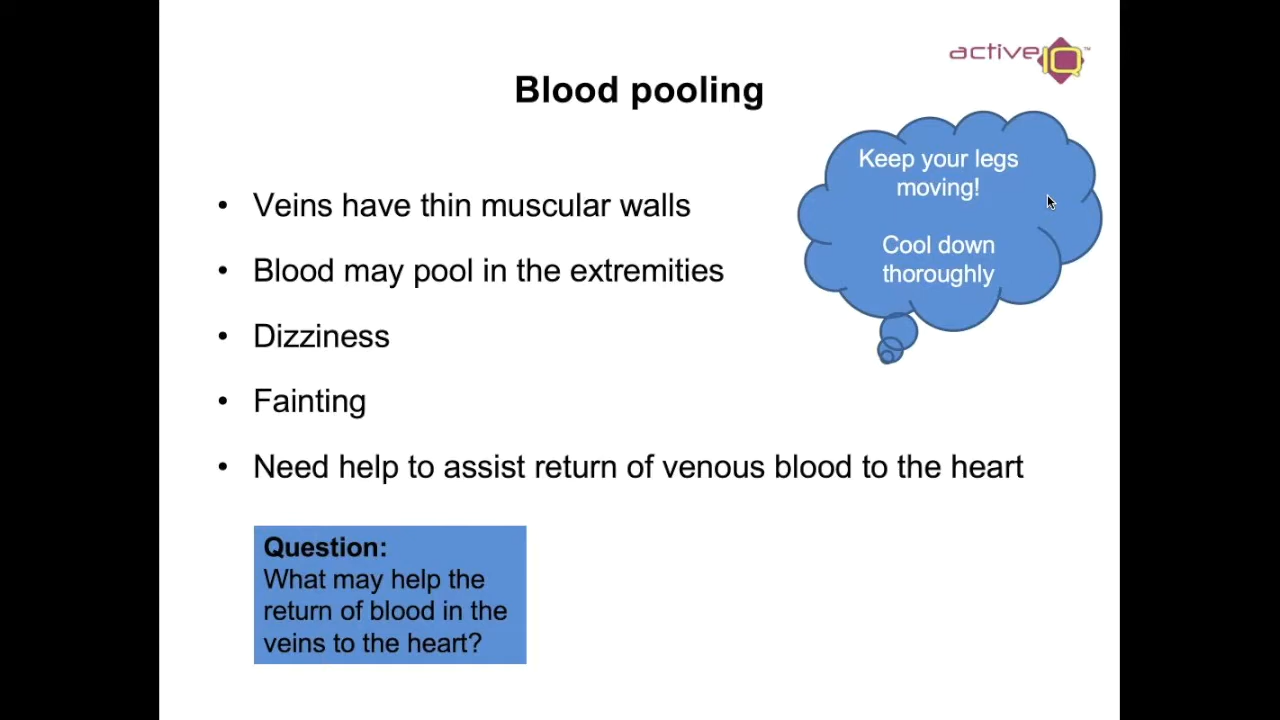 active IQ™
Blood pooling
Keep your legs
moving!
Cool down
thoroughly
• Veins have thin muscular walls
• Blood may pool in the extremities
• Dizziness
• Fainting
• Need help to assist return of venous blood to the heart
Question:
What may help the
return of blood in the
veins to the heart?